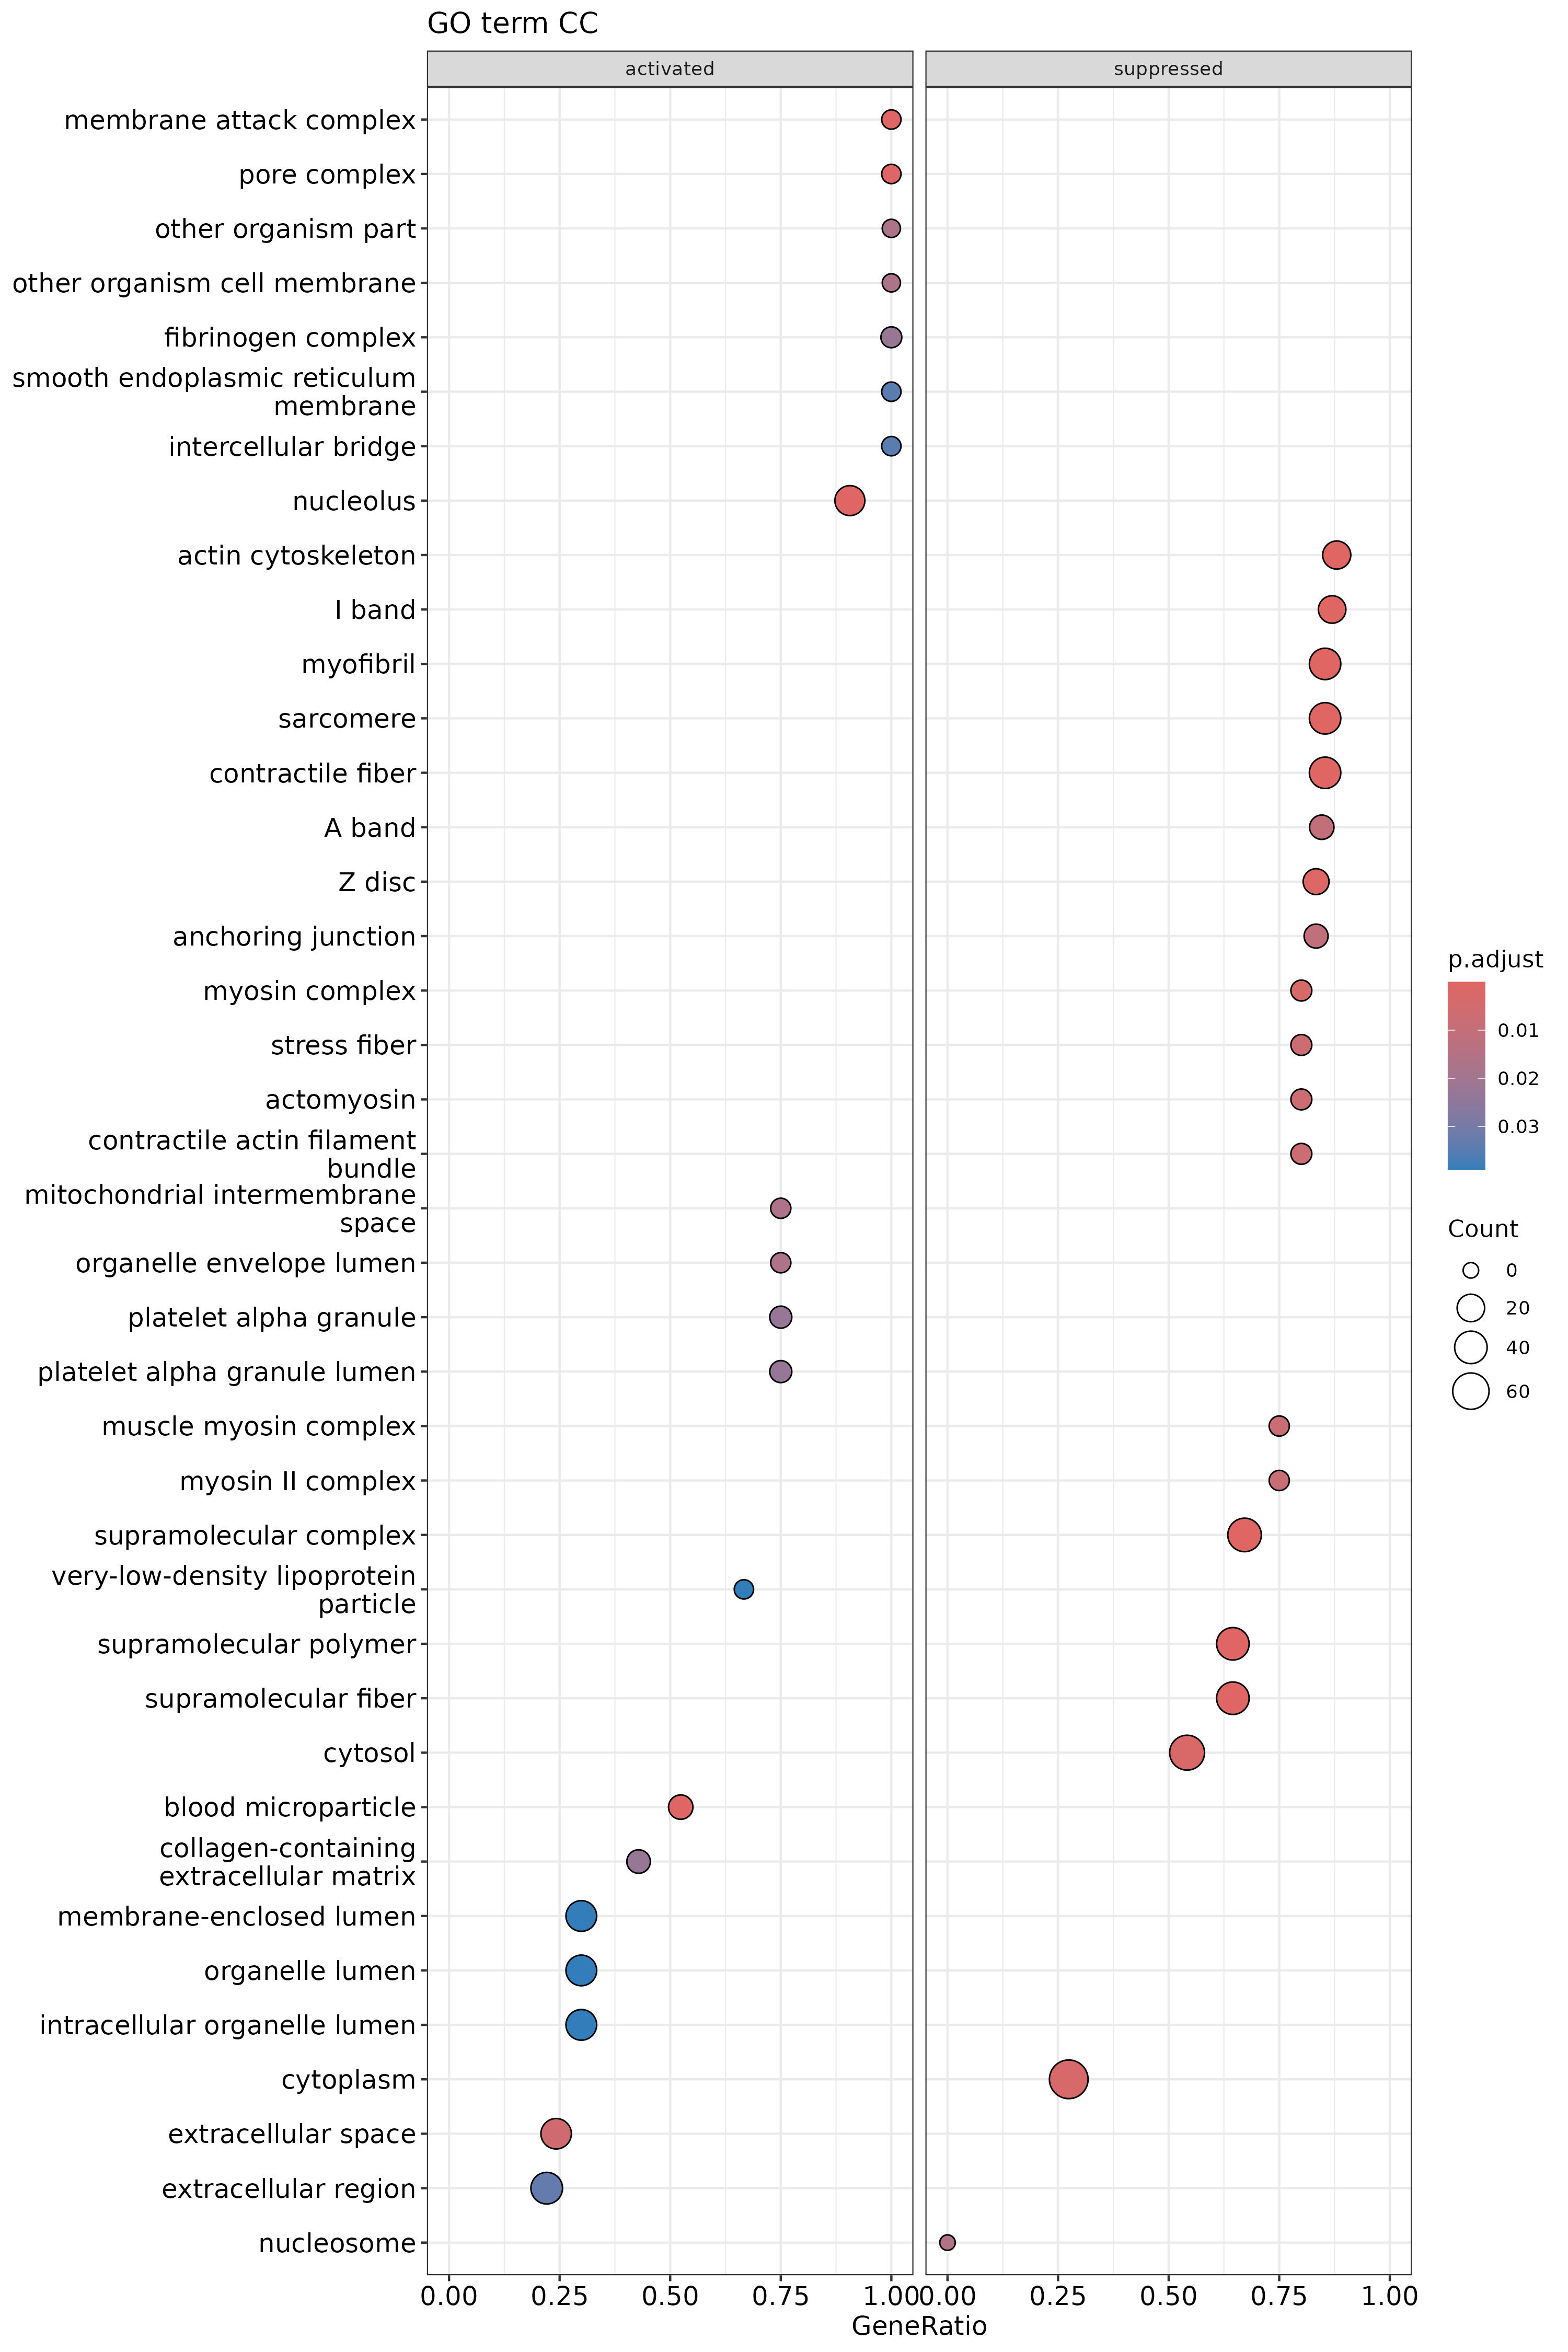 GO term CC
activated
suppressed
membrane attack complex
pore complex
other organism part
other organism cell membrane
fibrinogen complex
smooth endoplasmic reticulum
membrane
intercellular bridge
nucleolus
actin cytoskeleton
I band
myofibril
sarcomere
contractile fiber
A band
Z disc
anchoring junction
myosin complex
stress fiber
actomyosin
contractile actin filament
bundle
mitochondrial intermembrane
space
organelle envelope lumen
platelet alpha granule
platelet alpha granule lumen
muscle myosin complex
myosin II complex
supramolecular complex
very-low-density lipoprotein
particle
supramolecular polymer
supramolecular fiber
cytosol
blood microparticle
collagen-containing
extracellular matrix
membrane-enclosed lumen
organelle lumen
intracellular organelle lumen
cytoplasm
extracellular space
extracellular region
nucleosome
0.00 0.25 0.50 0.75 1.00
0.00 0.25 0.50 0.75 1.00
GeneRatio
p.adjust
0.01
0.02
0.03
Count
0
20
40
60